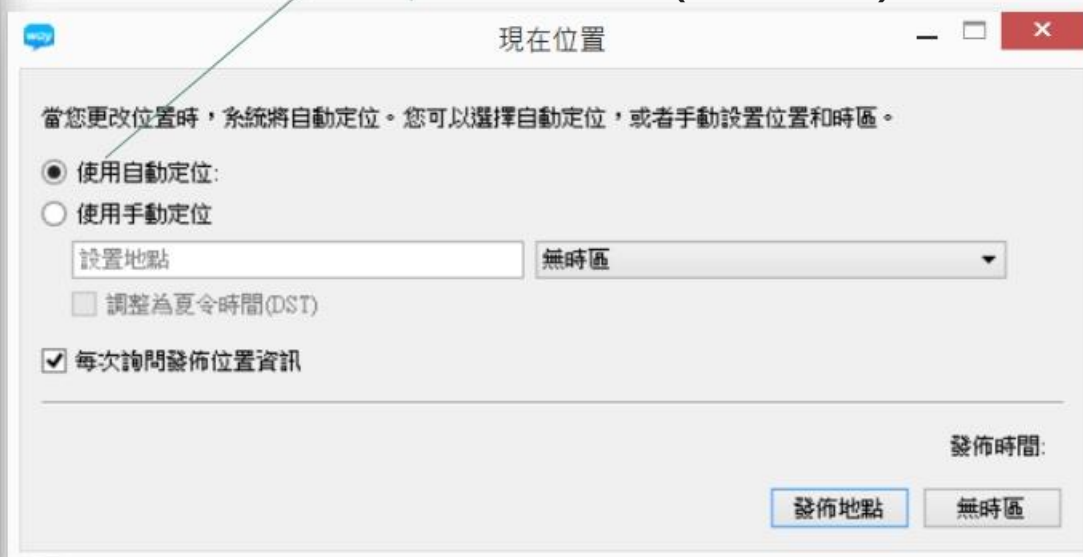 way
現在位置
當您更改位置時，系統將自動定位。您可以選擇自動定位，或者手動設置位置和時區。
使用自動定位:
使用手動定位
設置地點 無時區
調整為夏令時間(DST)
每次詢問發佈位置資訊
發佈時間:
發佈地點 無時區